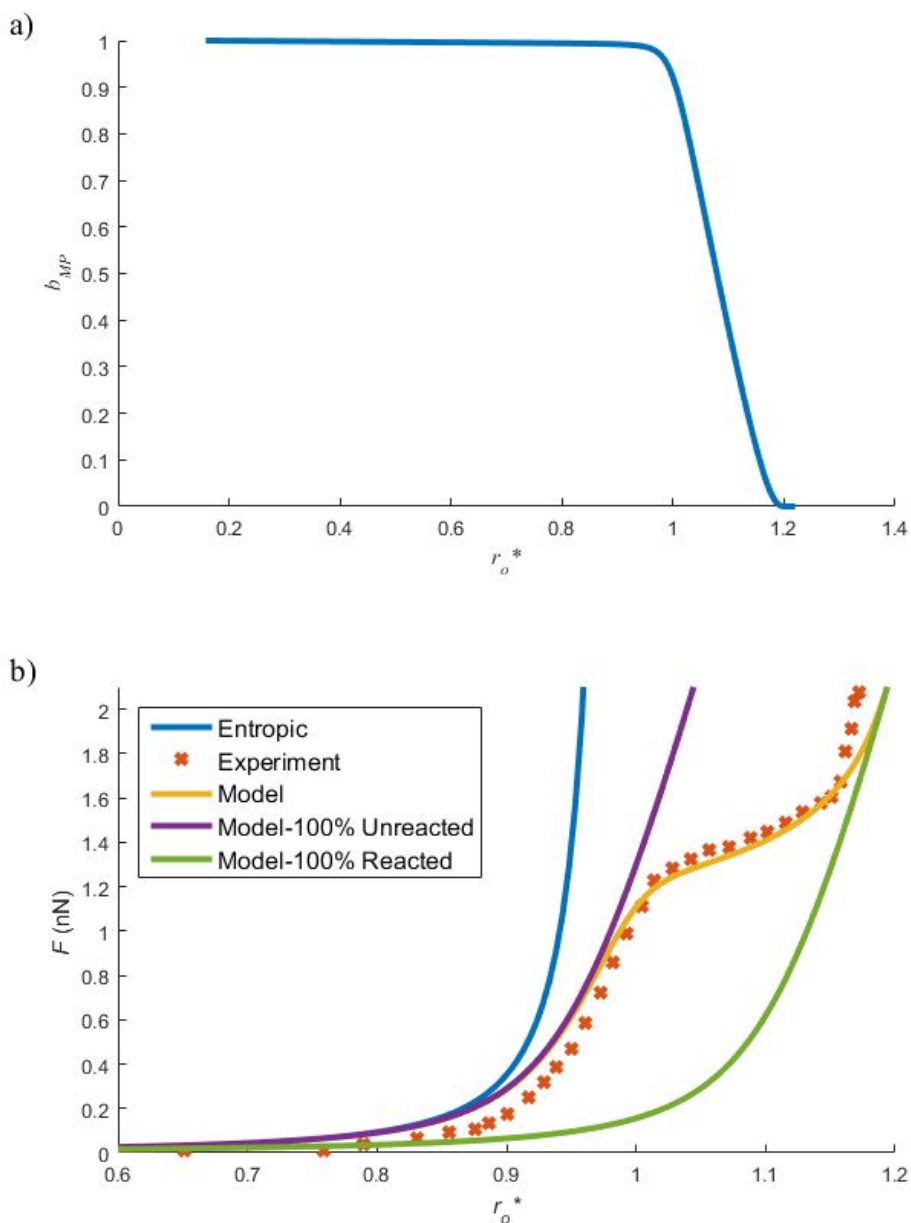 a)
1
0.9
0.8
0.7
0.6
0.5
0.4
0.3
0.2
0.1
0
b_MP
0 0.2 0.4 0.6 0.8 1 1.2 1.4
r_o*
b)
2
1.8
1.6
1.4
1.2
1
0.8
0.6
0.4
0.2
0
F (nN)
Entropic
Experiment
Model
Model-100% Unreacted
Model-100% Reacted
0.6 0.7 0.8 0.9 1 1.1 1.2
r_o*